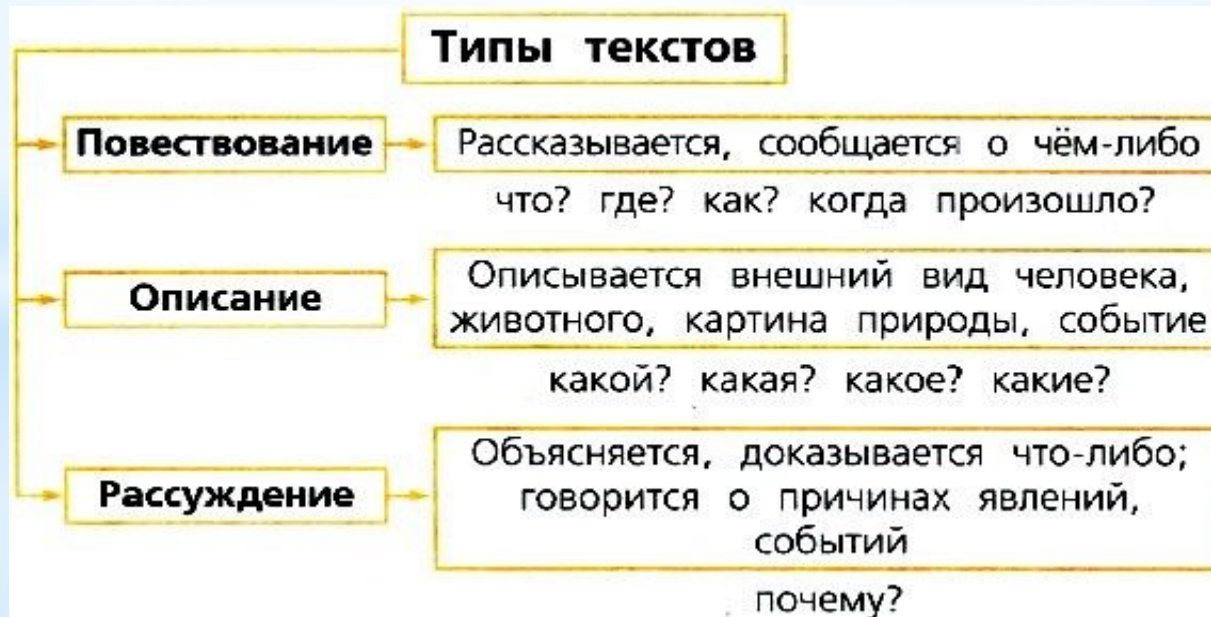 Типы текстов
Повествование
Рассказывается, сообщается о чём-либо
что? где? как? когда произошло?
Описание
Описывается внешний вид человека,
животного, картина природы, событие
какой? какая? какое? какие?
Рассуждение
Объясняется, доказывается что-либо;
говорится о причинах явлений,
событий
почему?